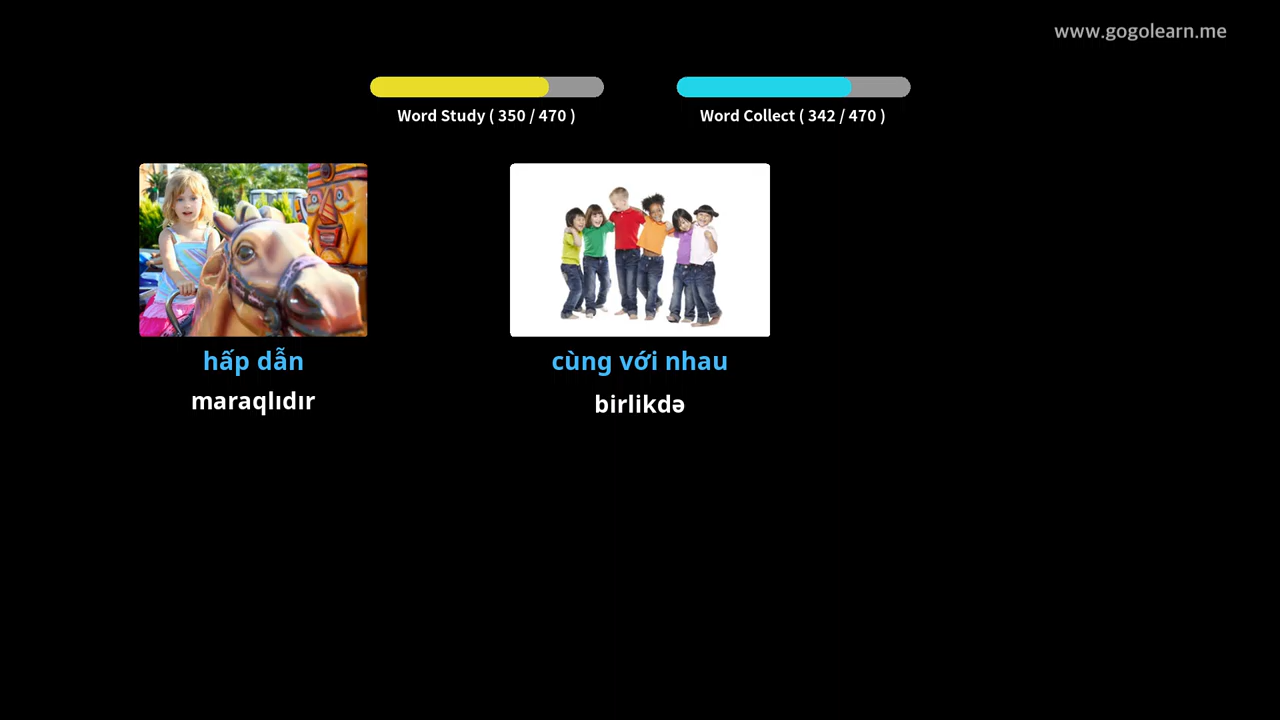 www.gogolearn.me
Word Study ( 350 / 470 )
Word Collect ( 342 / 470 )
hấp dẫn
cùng với nhau
maraqlıdır
birlikdə